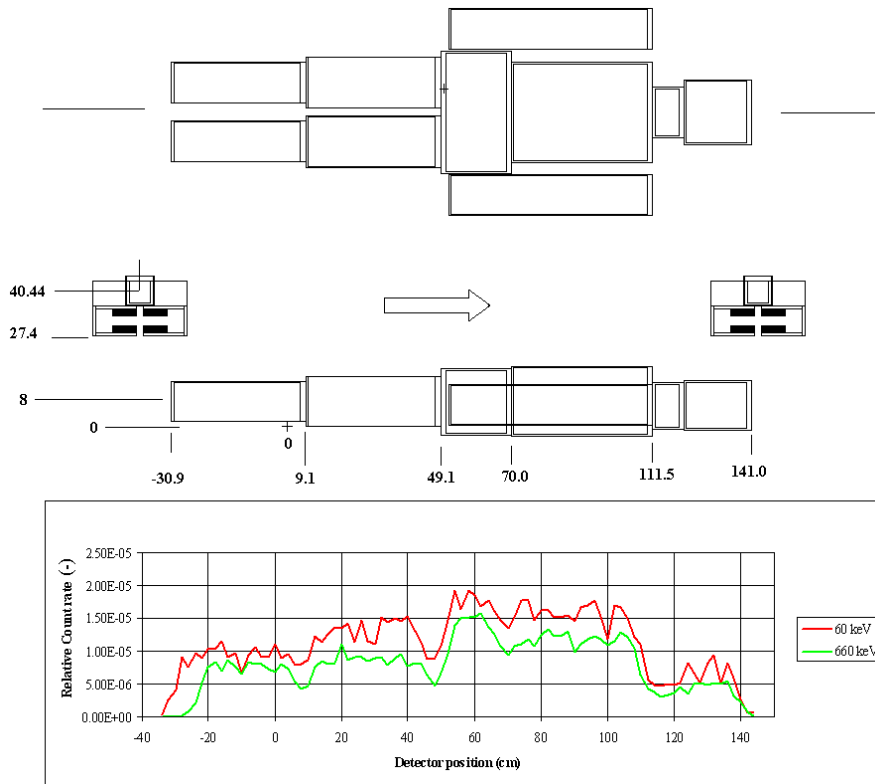 40.44
27.4
8
0
0
-30.9
9.1
49.1
70.0
111.5
141.0
2.50E-05
2.00E-05
1.50E-05
1.00E-05
5.00E-06
0.00E+00
Relative Count rate (-)
-40
-20
0
20
40
60
80
100
120
140
Detector position (cm)
60 keV
660 keV